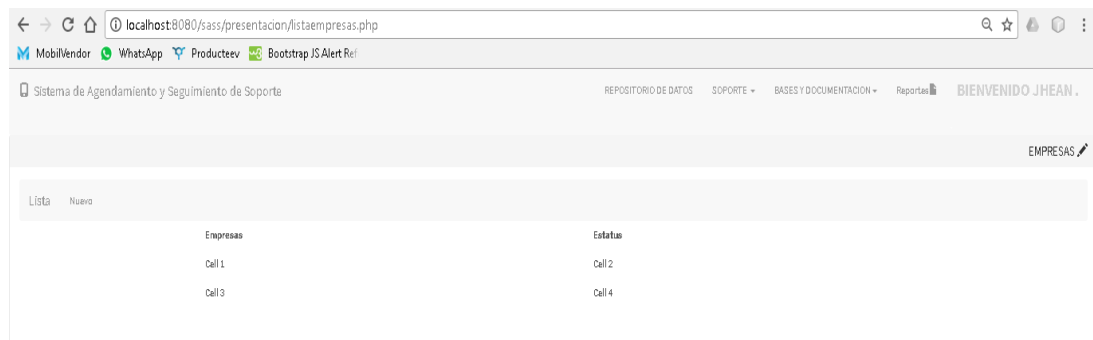 localhost:8080/sass/presentacion/listaempresas.php
MobilVendor WhatsApp Producteev Bootstrap JS Alert Ref
Sistema de Agendamiento y Seguimiento de Soporte REPOSITORIO DE DATOS SOPORTE BASES Y DOCUMENTACION Reportes BIENVENIDO JHEAN .
EMPRESAS
Lista Nuevo
Empresas Estatus
Cell 1 Cell 2
Cell 3 Cell 4